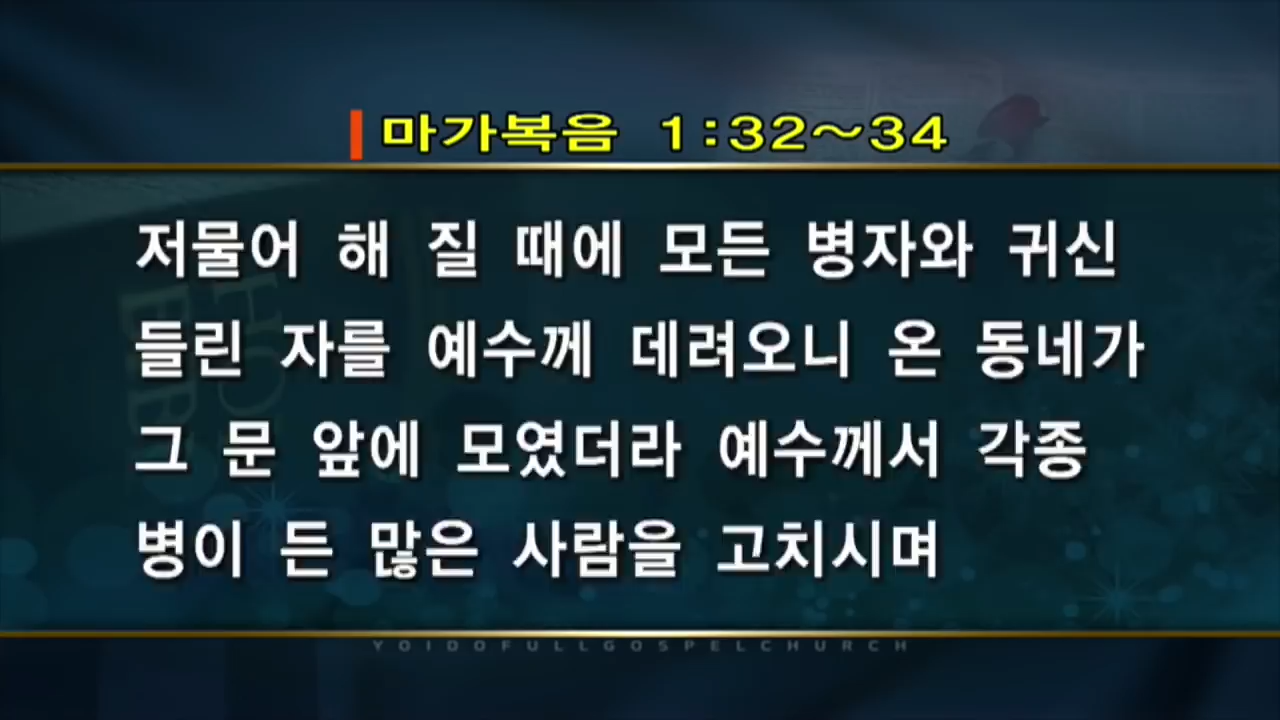 마가복음 1:32~34
저물어 해 질 때에 모든 병자와 귀신
들린 자를 예수께 데려오니 온 동네가
그 문 앞에 모였더라 예수께서 각종
병이 든 많은 사람을 고치시며
YOIDOFULLGOSPELCHURCH